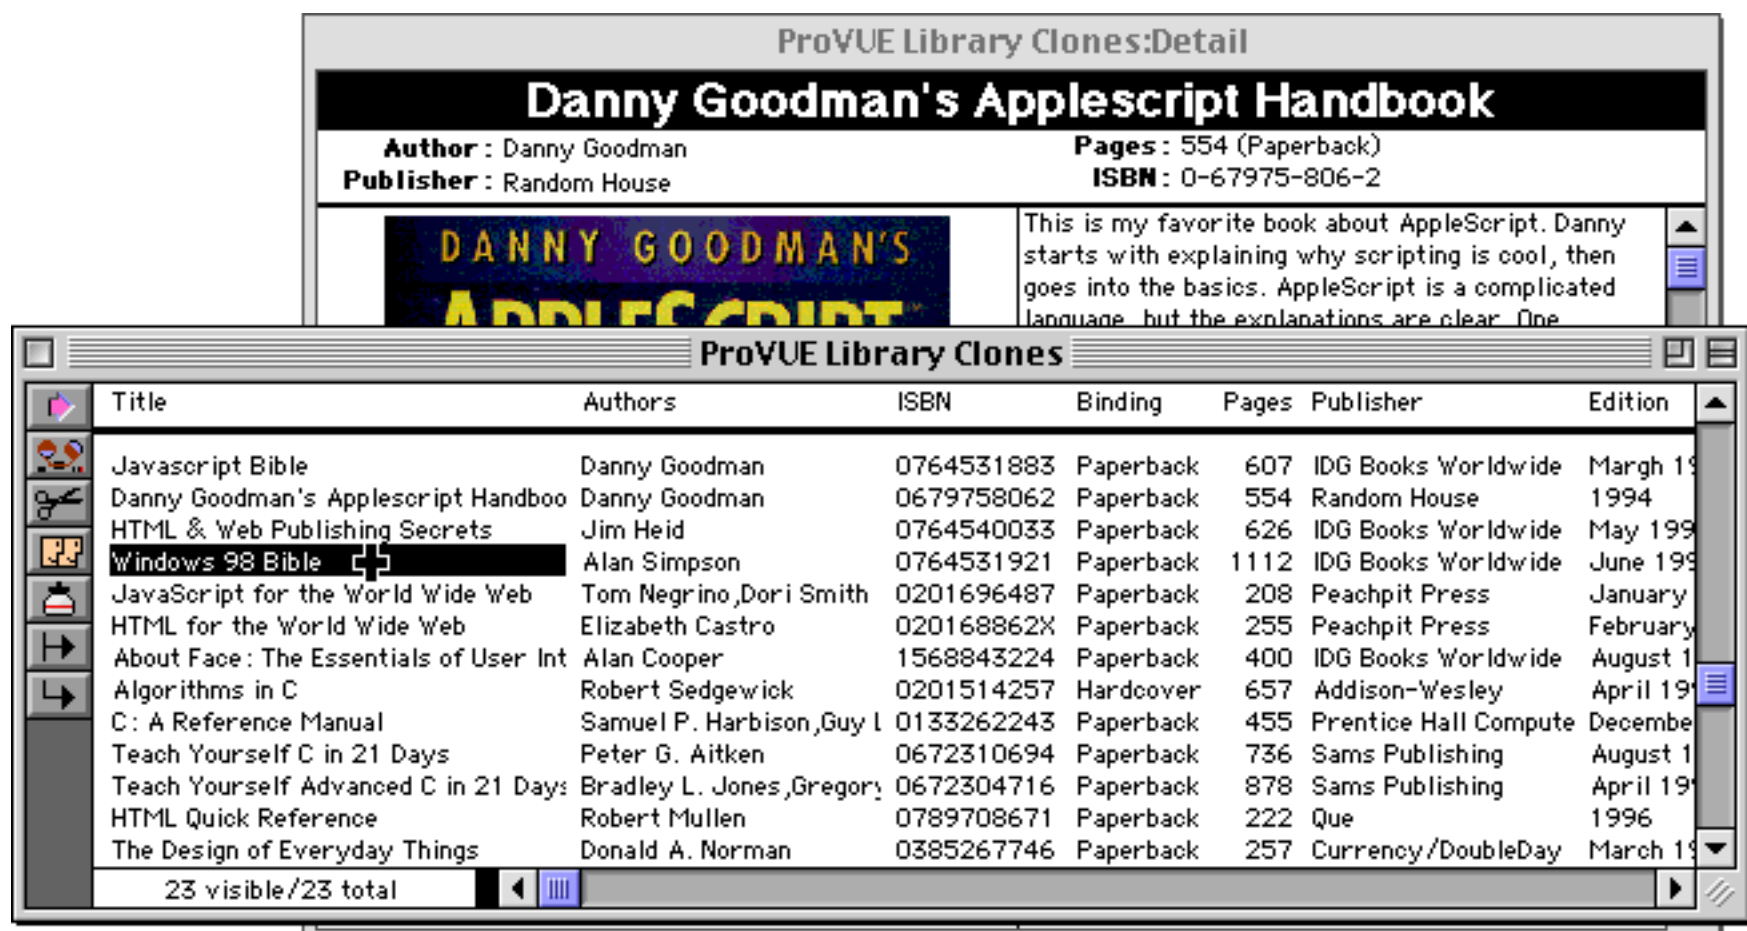 ProVUE Library Clones:Detail
Danny Goodman's Applescript Handbook
Author : Danny Goodman Pages : 554 (Paperback)
Publisher : Random House ISBN : 0-67975-806-2
DANNY GOODMAN'S
APPLESCRIPT
This is my favorite book about AppleScript. Danny
starts with explaining why scripting is cool, then
goes into the basics. AppleScript is a complicated
language, but the explanations are clear. One
ProVUE Library Clones
Title Authors ISBN Binding Pages Publisher Edition
Javascript Bible Danny Goodman 0764531883 Paperback 607 IDG Books Worldwide Margh 19
Danny Goodman's Applescript Handboo Danny Goodman 0679758062 Paperback 554 Random House 1994
HTML & Web Publishing Secrets Jim Heid 0764540033 Paperback 626 IDG Books Worldwide May 199
Windows 98 Bible Alan Simpson 0764531921 Paperback 1112 IDG Books Worldwide June 199
JavaScript for the World Wide Web Tom Negrino,Dori Smith 0201696487 Paperback 208 Peachpit Press January
HTML for the World Wide Web Elizabeth Castro 020168862X Paperback 255 Peachpit Press February
About Face: The Essentials of User Int Alan Cooper 1568843224 Paperback 400 IDG Books Worldwide August 1
Algorithms in C Robert Sedgewick 0201514257 Hardcover 657 Addison-Wesley April 19
C: A Reference Manual Samuel P. Harbison,Guy L 0133262243 Paperback 455 Prentice Hall Compute Decembe
Teach Yourself C in 21 Days Peter G. Aitken 0672310694 Paperback 736 Sams Publishing August 1
Teach Yourself Advanced C in 21 Days Bradley L. Jones,Gregory 0672304716 Paperback 878 Sams Publishing April 19
HTML Quick Reference Robert Mullen 0789708671 Paperback 222 Que 1996
The Design of Everyday Things Donald A. Norman 0385267746 Paperback 257 Currency/DoubleDay March 19
23 visible/23 total